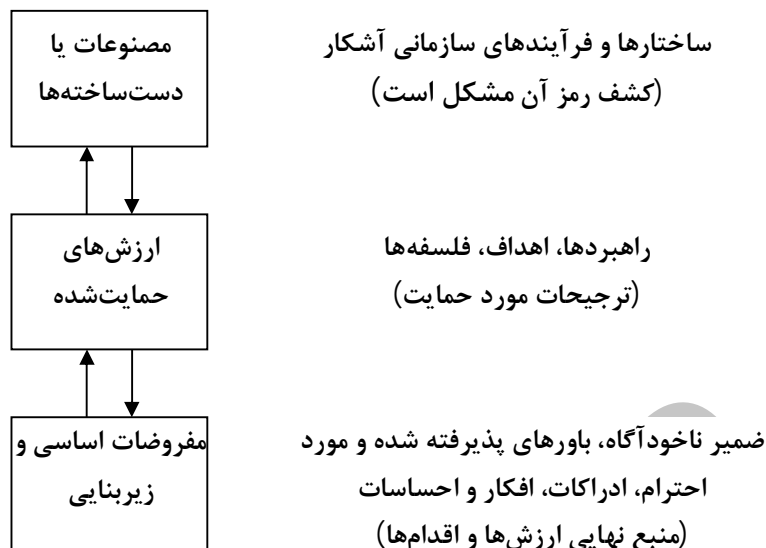 مصنوعات یا
دست‌ساخته‌ها
ساختارها و فرآیندهای سازمانی آشکار
(کشف رمز آن مشکل است)
ارزش‌های
حمایت‌شده
راهبردها، اهداف، فلسفه‌ها
(ترجیحات مورد حمایت)
مفروضات اساسی و
زیربنایی
ضمیر ناخودآگاه، باورهای پذیرفته شده و مورد
احترام، ادراکات، افکار و احساسات
(منبع نهایی ارزش‌ها و اقدام‌ها)